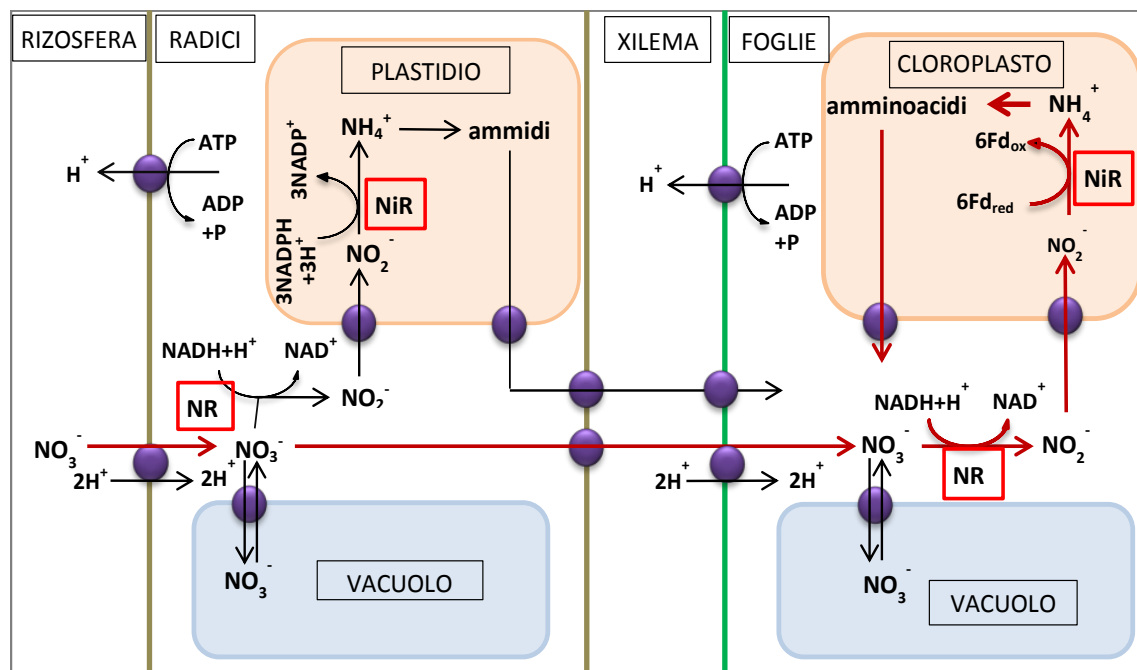 RIZOSFERA
RADICI
XILEMA
FOGLIE
PLASTIDIO
NH₄⁺
ammidi
3NADP⁺
NiR
3NADPH
+3H⁺
NO₂⁻
H⁺
ATP
ADP
+P
NADH+H⁺
NAD⁺
NR
NO₂⁻
NO₃⁻
NO₃⁻
2H⁺
2H⁺
NO₃⁻
VACUOLO
CLOROPLASTO
amminoacidi
NH₄⁺
6Fdₒₓ
NiR
6Fd_red
NO₂⁻
H⁺
ATP
ADP
+P
NADH+H⁺
NAD⁺
NO₃⁻
NO₂⁻
NR
2H⁺
2H⁺
NO₃⁻
VACUOLO